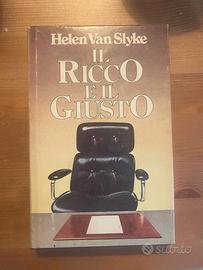 Helen Van Slyke
IL
RICCO
E IL
GIUSTO
subito